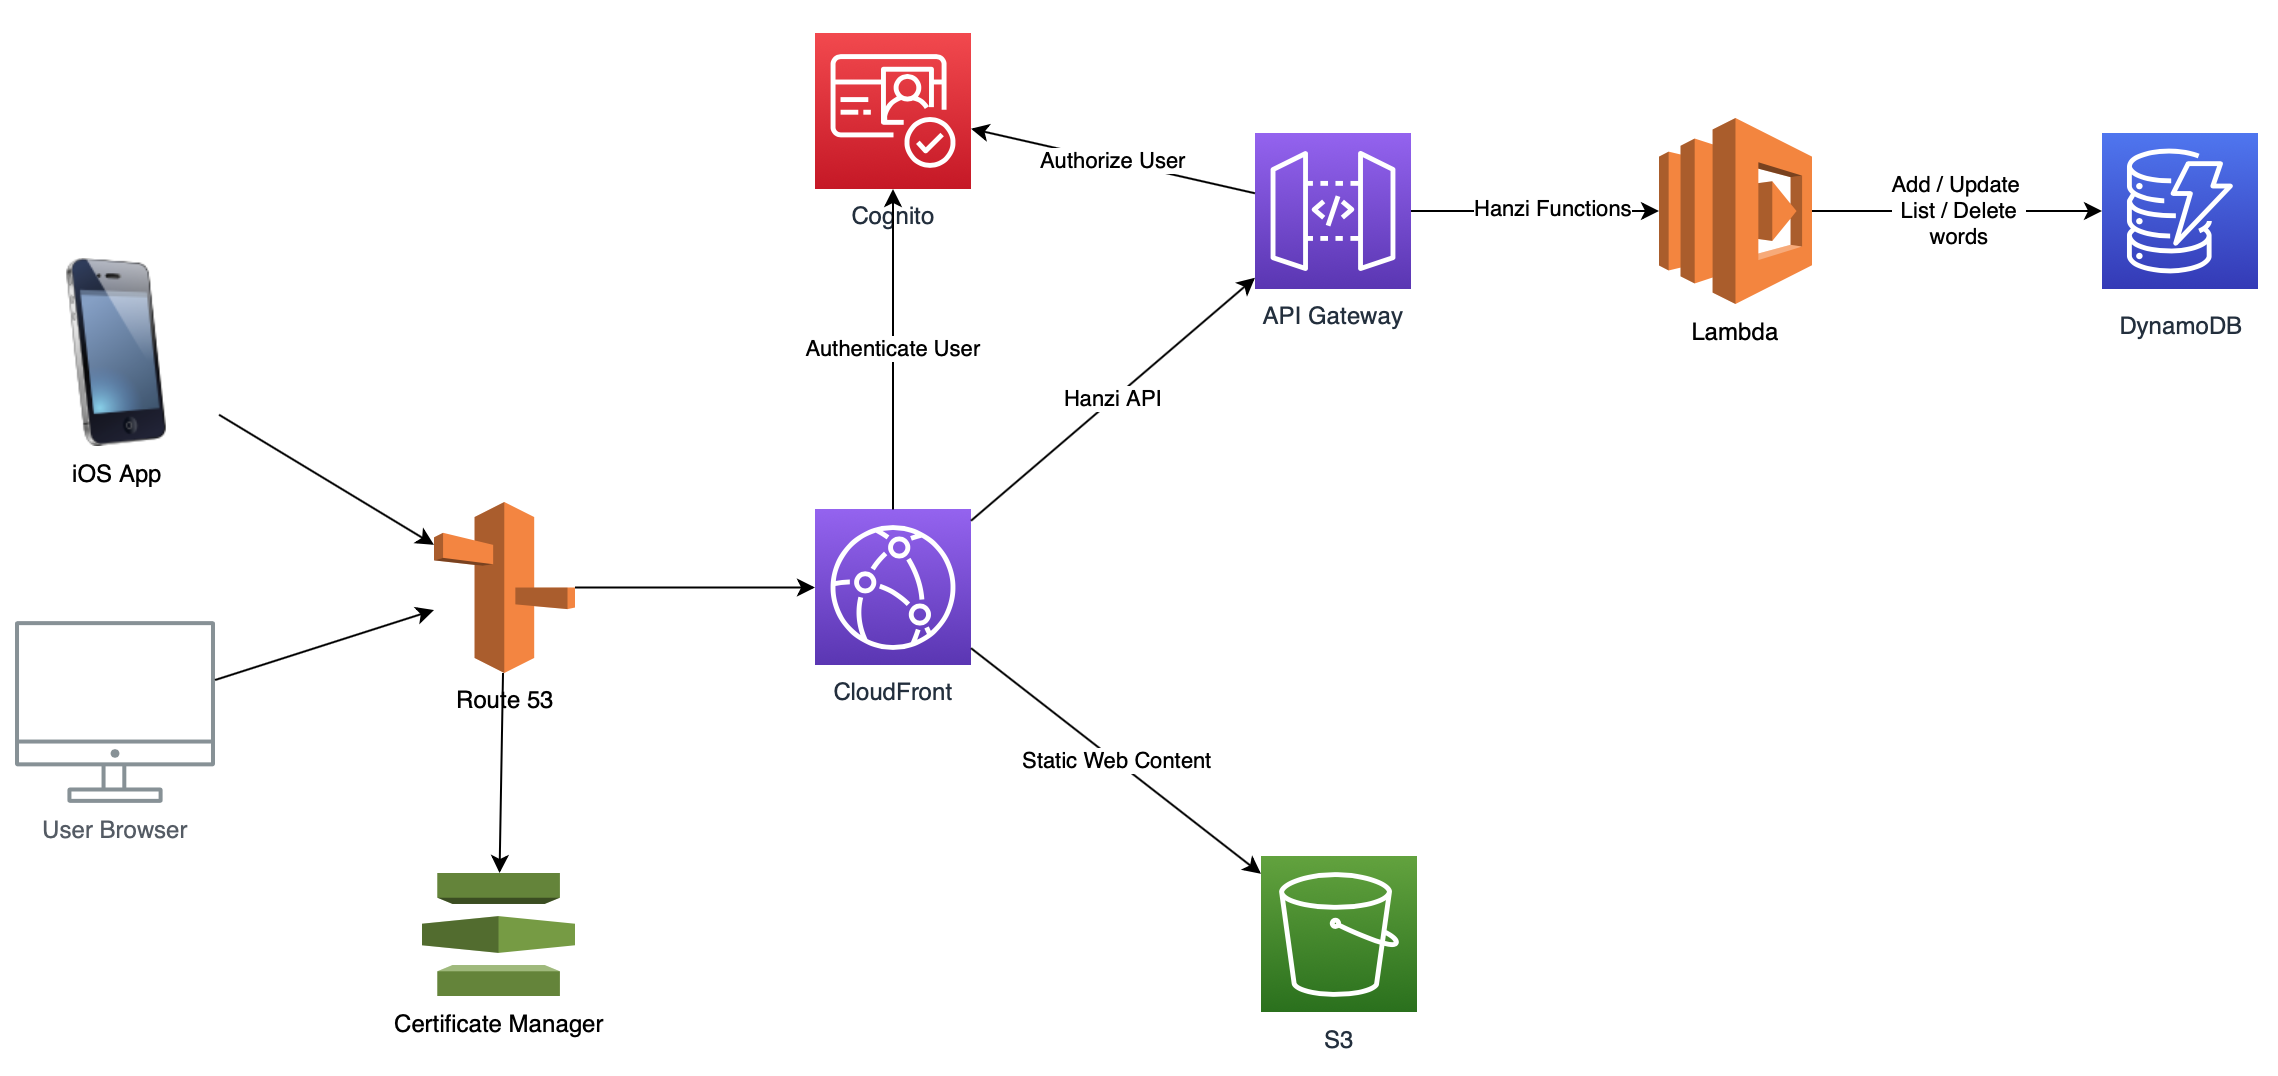 Cognito
Authorize User
API Gateway
Hanzi Functions
Lambda
Add / Update
List / Delete
words
DynamoDB
Authenticate User
Hanzi API
iOS App
Route 53
CloudFront
User Browser
Static Web Content
Certificate Manager
S3